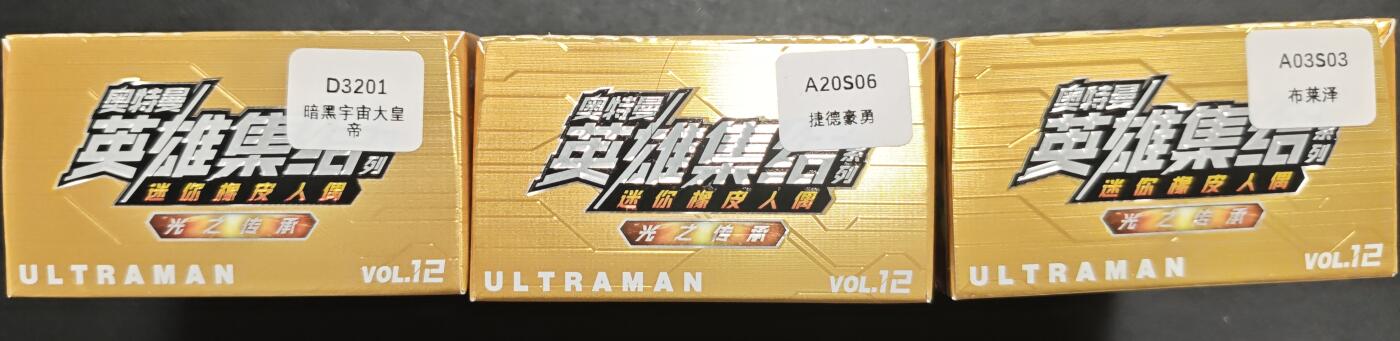 D3201
暗黑宇宙大皇
帝
奥特曼
英雄集结
系列
迷你橡皮人偶
光之传承
ULTRAMAN
VOL.12
A20S06
捷德豪勇
奥特曼
英雄集结
系列
迷你橡皮人偶
光之传承
ULTRAMAN
VOL.12
A03S03
布莱泽
奥特曼
英雄集结
系列
迷你橡皮人偶
光之传承
ULTRAMAN
VOL.12